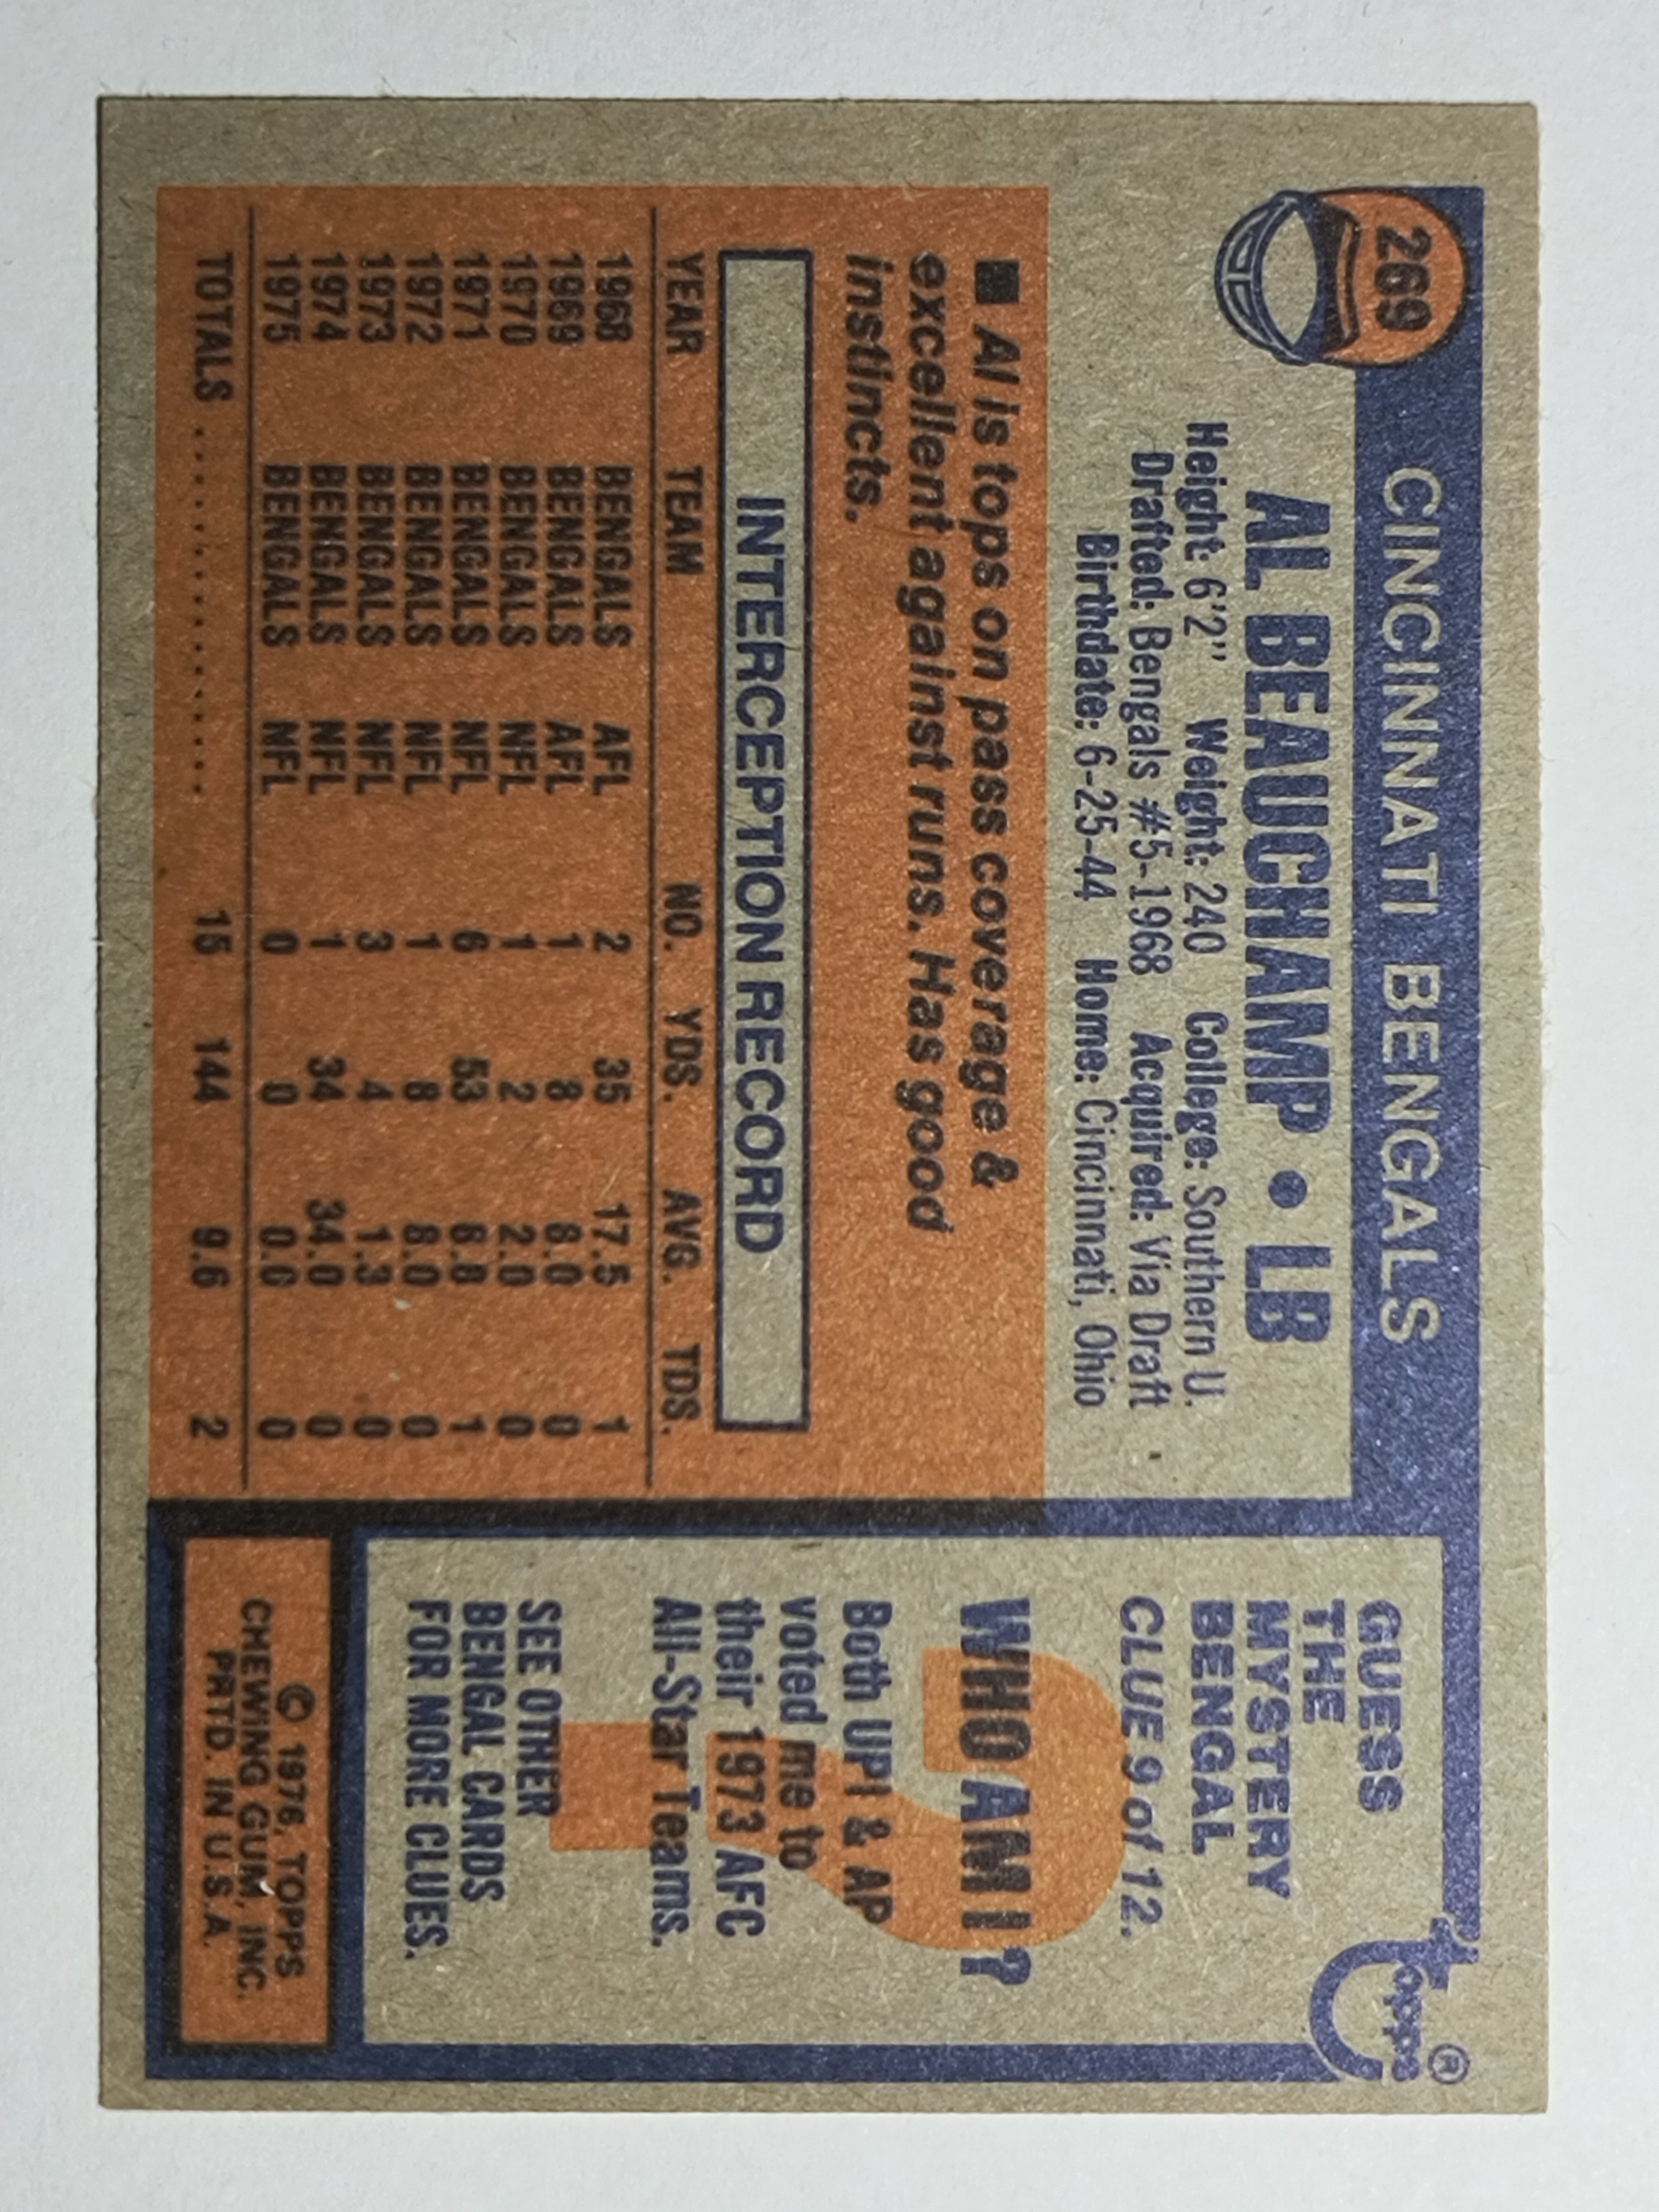 269
CINCINNATI BENGALS
AL BEAUCHAMP • LB
Height: 6'2" Weight: 240 College: Southern U.
Drafted: Bengals #5-1968 Acquired: Via Draft
Birthdate: 6-25-44 Home: Cincinnati, Ohio
■ Al is tops on pass coverage &
excellent against runs. Has good
instincts.
INTERCEPTION RECORD
YEAR TEAM NO. YDS. AVG. TDS.
1968 BENGALS AFL 2 35 17.5 1
1969 BENGALS AFL 1 8 8.0 0
1970 BENGALS NFL 1 2 2.0 0
1971 BENGALS NFL 6 53 8.8 1
1972 BENGALS NFL 1 8 8.0 0
1973 BENGALS NFL 3 4 1.3 0
1974 BENGALS NFL 1 34 34.0 0
1975 BENGALS NFL 0 0 0.0 0
TOTALS .................. 15 144 9.6 2
topps ®
GUESS
THE
MYSTERY
BENGAL
CLUE 9 of 12.
WHO AM I?
Both UPI & AP
voted me to
their 1973 AFC
All-Star Teams.
SEE OTHER
BENGAL CARDS
FOR MORE CLUES.
© 1976, TOPPS
CHEWING GUM, INC.
PRTD. IN U.S.A.